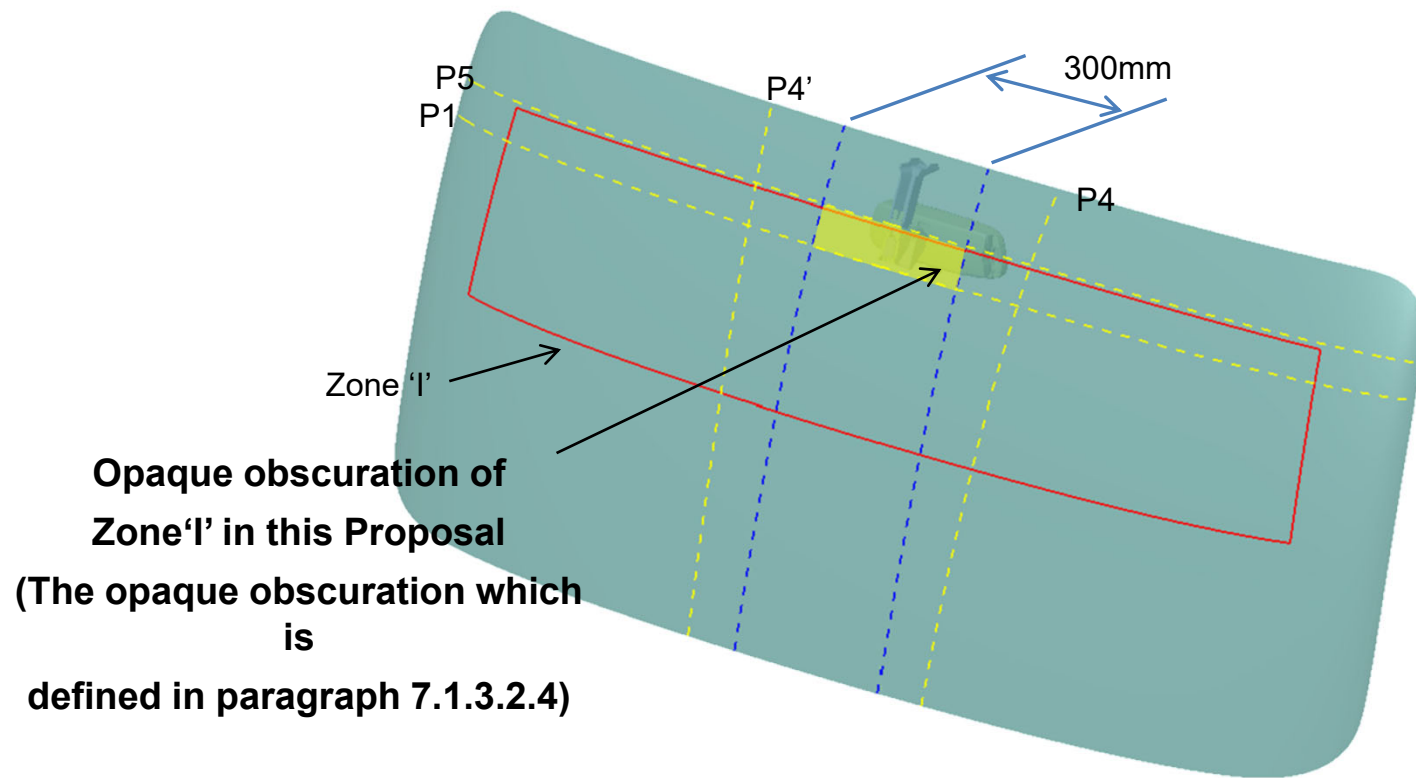 300mm
P5
P4’
P1
P4
Zone ‘I’
Opaque obscuration of
Zone‘I’ in this Proposal
(The opaque obscuration which
is
defined in paragraph 7.1.3.2.4)